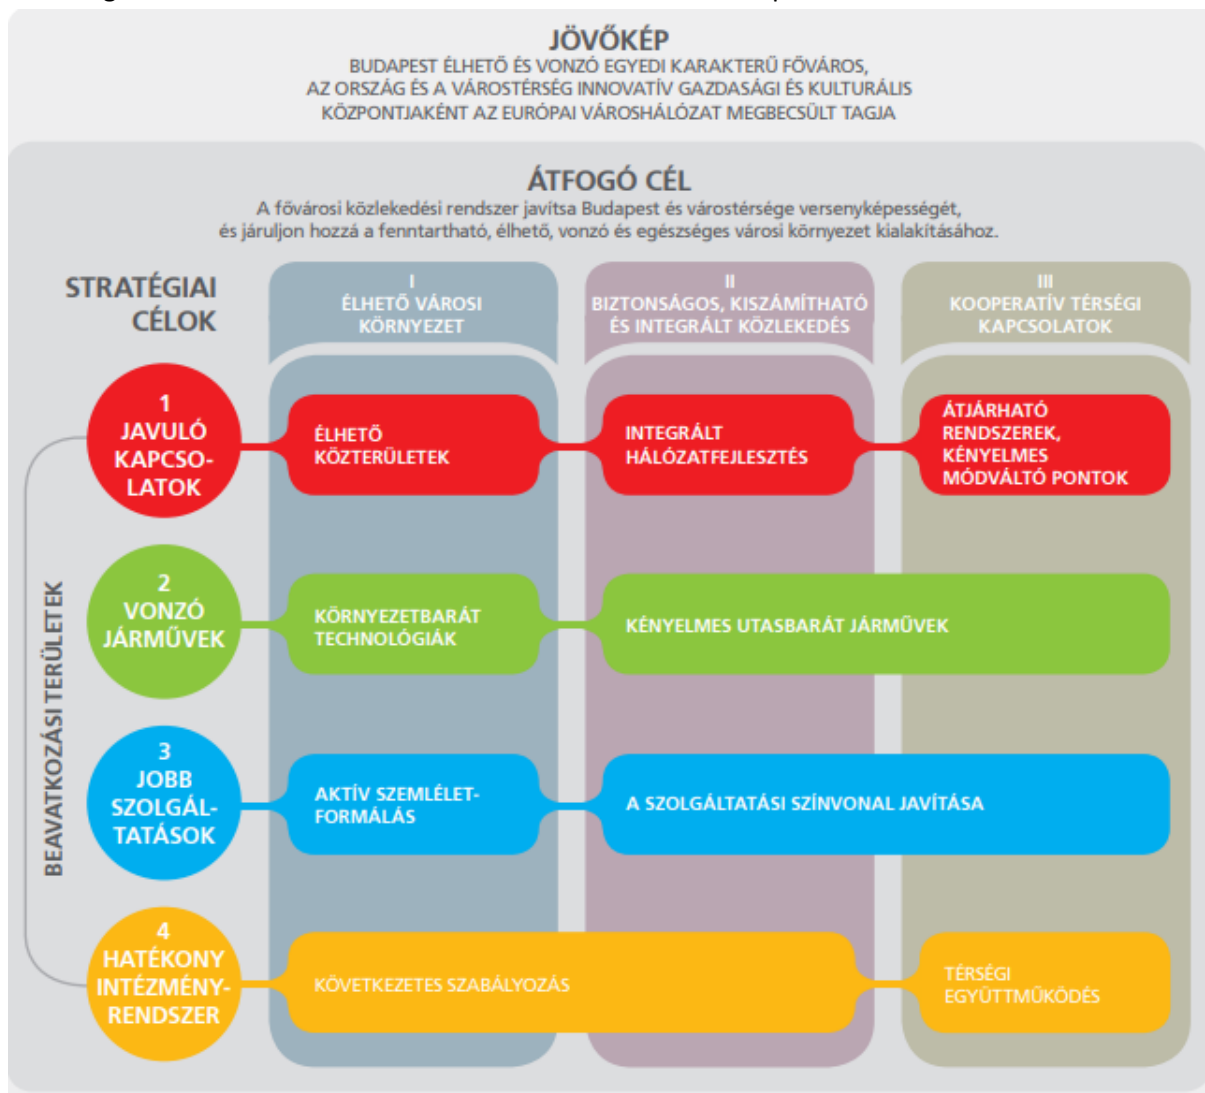 JÖVŐKÉP
BUDAPEST ÉLHETŐ ÉS VONZÓ EGYEDI KARAKTERŰ FŐVÁROS,
AZ ORSZÁG ÉS A VÁROSTÉRSÉG INNOVATÍV GAZDASÁGI ÉS KULTURÁLIS
KÖZPONTJAKÉNT AZ EURÓPAI VÁROSHÁLÓZAT MEGBECSÜLT TAGJA
ÁTFOGÓ CÉL
A fővárosi közlekedési rendszer javítsa Budapest és várostérsége versenyképességét,
és járuljon hozzá a fenntartható, élhető, vonzó és egészséges városi környezet kialakításához.
STRATÉGIAI
CÉLOK
I
ÉLHETŐ VÁROSI
KÖRNYEZET
II
BIZTONSÁGOS, KISZÁMÍTHATÓ
ÉS INTEGRÁLT KÖZLEKEDÉS
III
KOOPERATÍV TÉRSÉGI
KAPCSOLATOK
BEAVATKOZÁSI TERÜLETEK
1
JAVULÓ
KAPCSO-
LATOK
ÉLHETŐ
KÖZTERÜLETEK
INTEGRÁLT
HÁLÓZATFEJLESZTÉS
ÁTJÁRHATÓ
RENDSZEREK,
KÉNYELMES
MÓDVÁLTÓ PONTOK
2
VONZÓ
JÁRMŰVEK
KÖRNYEZETBARÁT
TECHNOLÓGIÁK
KÉNYELMES UTASBARÁT JÁRMŰVEK
3
JOBB
SZOLGÁL-
TATÁSOK
AKTÍV SZEMLÉLET-
FORMÁLÁS
A SZOLGÁLTATÁSI SZÍNVONAL JAVÍTÁSA
4
HATÉKONY
INTÉZMÉNY-
RENDSZER
KÖVETKEZETES SZABÁLYOZÁS
TÉRSÉGI
EGYÜTTMŰKÖDÉS